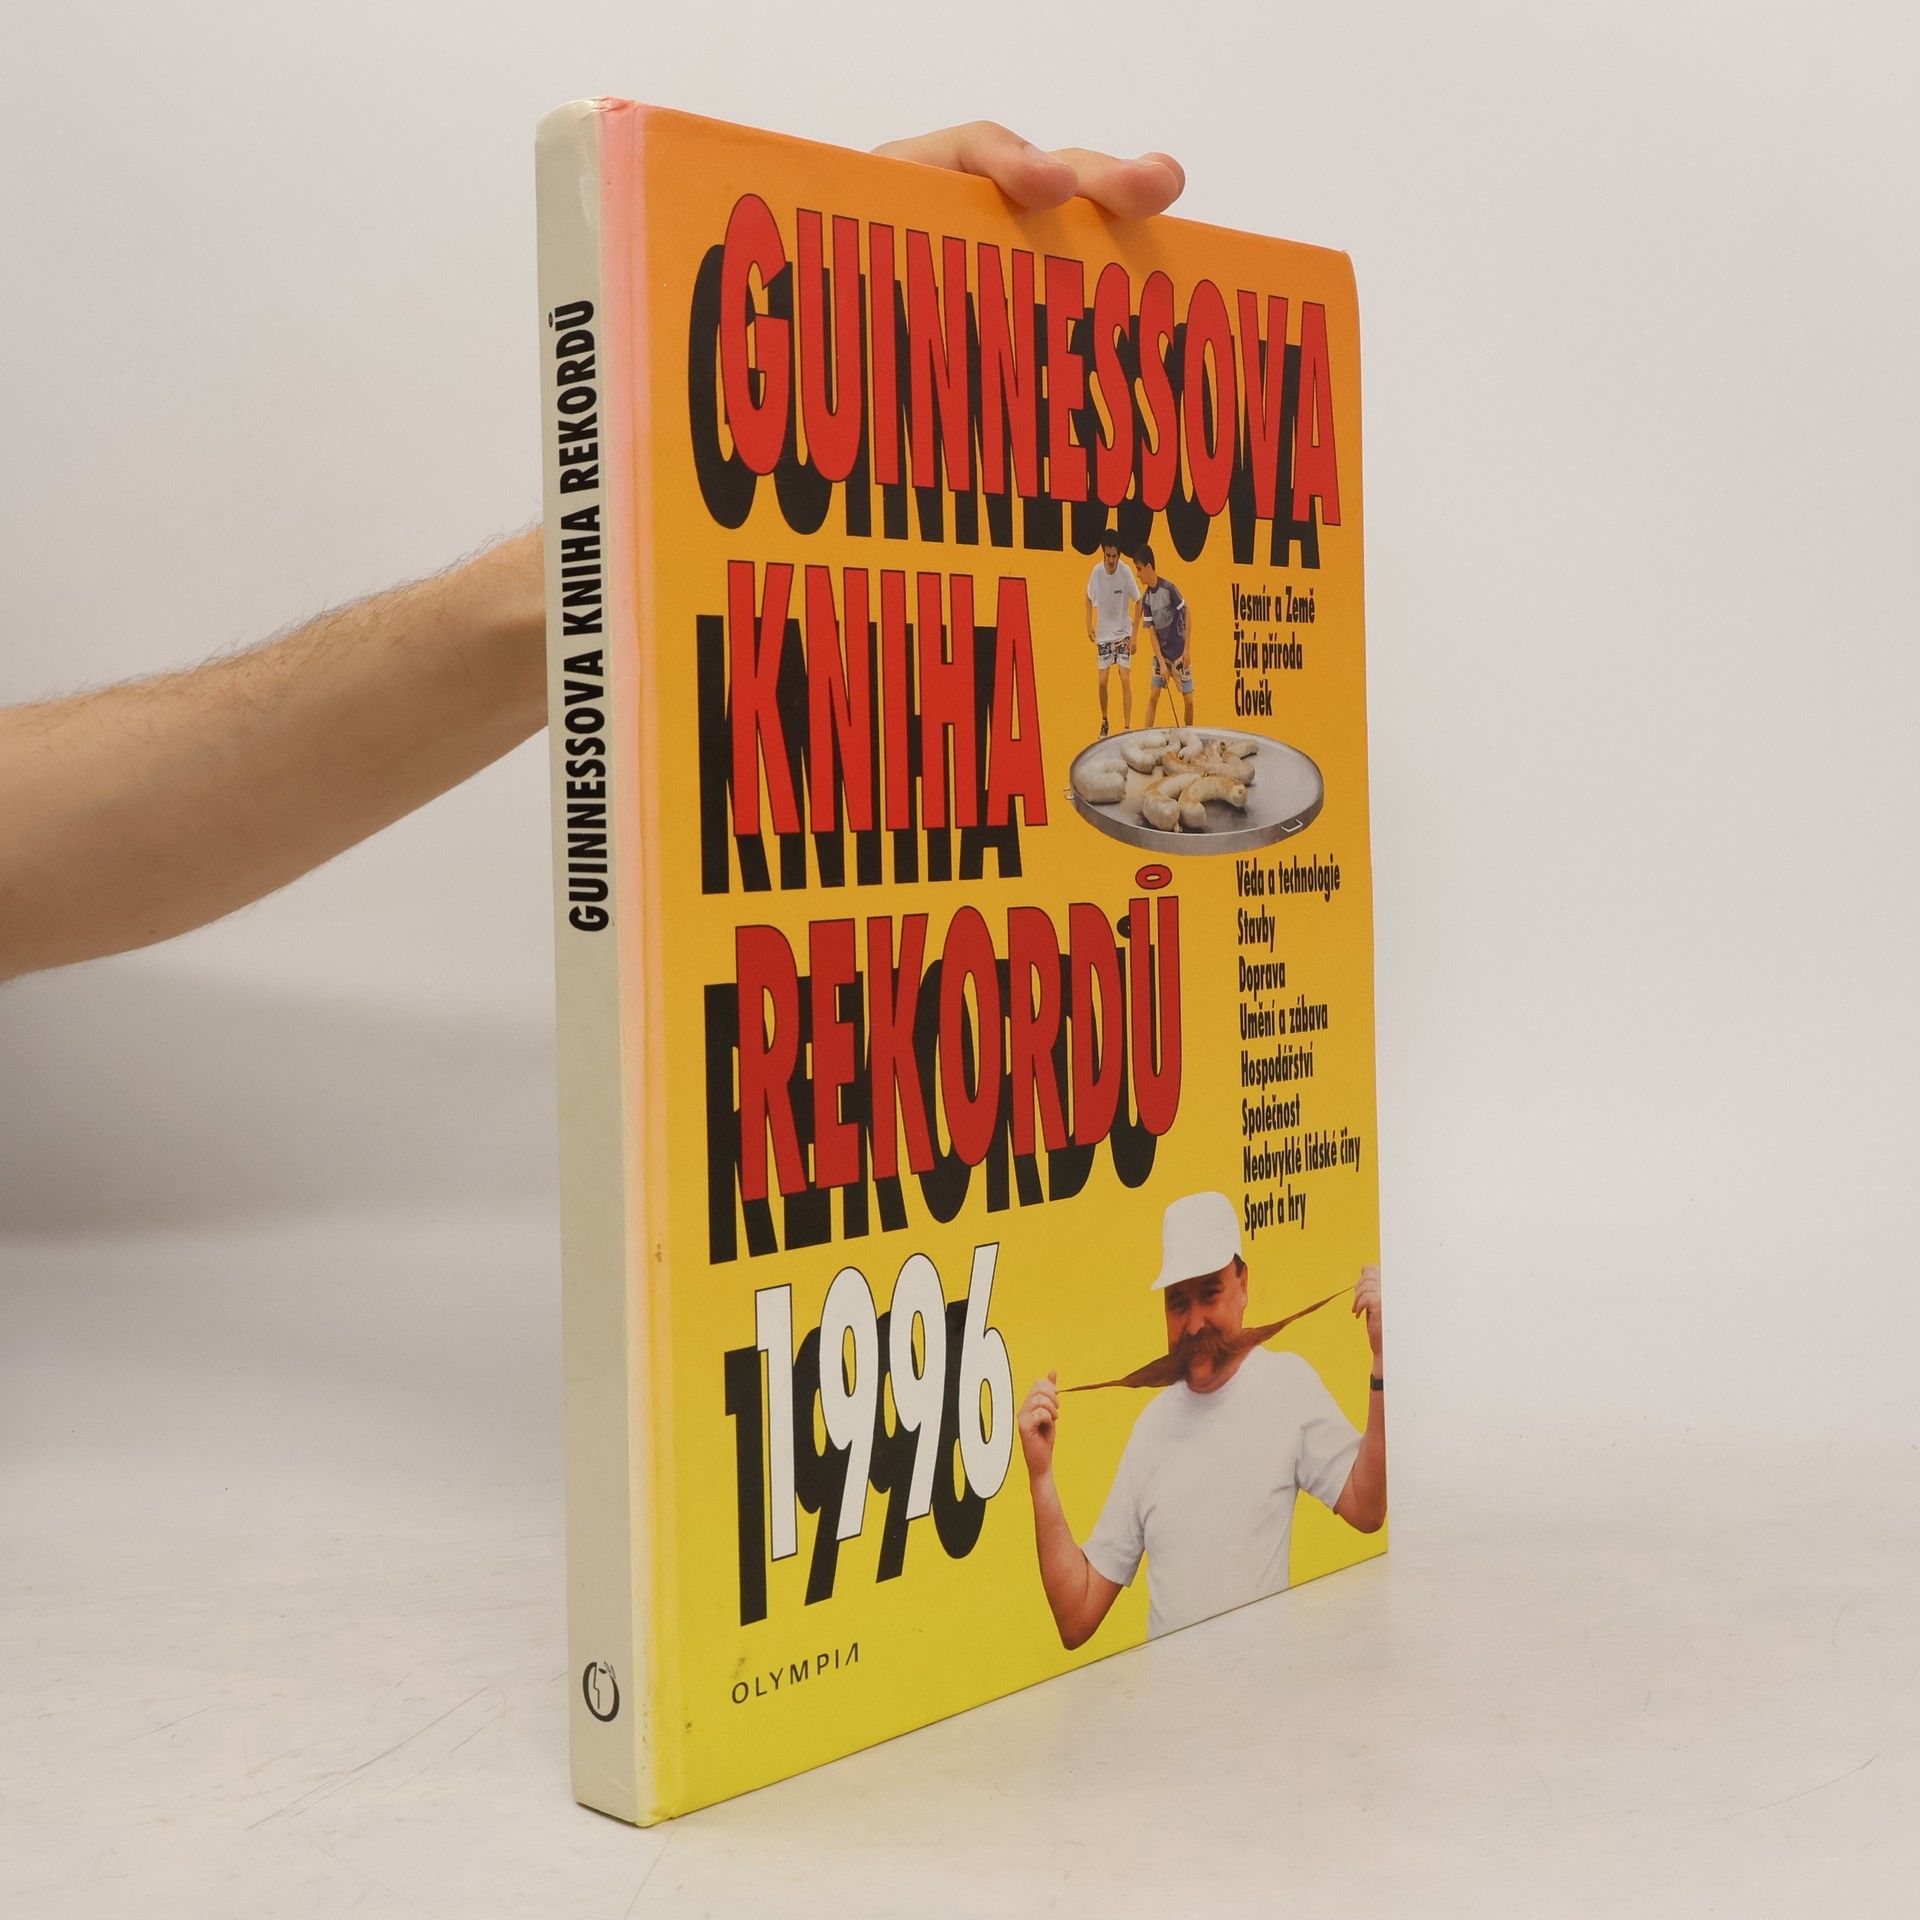 GUINNESSOVA KNIHA REKORDŮ
GUINNESSOVA
KNIHA
REKORDŮ
1996
Vesmír a Země
Živá příroda
Člověk
Věda a technologie
Stavby
Doprava
Umění a zábava
Hospodářství
Společnost
Neobvyklé lidské činy
Sport a hry
OLYMPIA